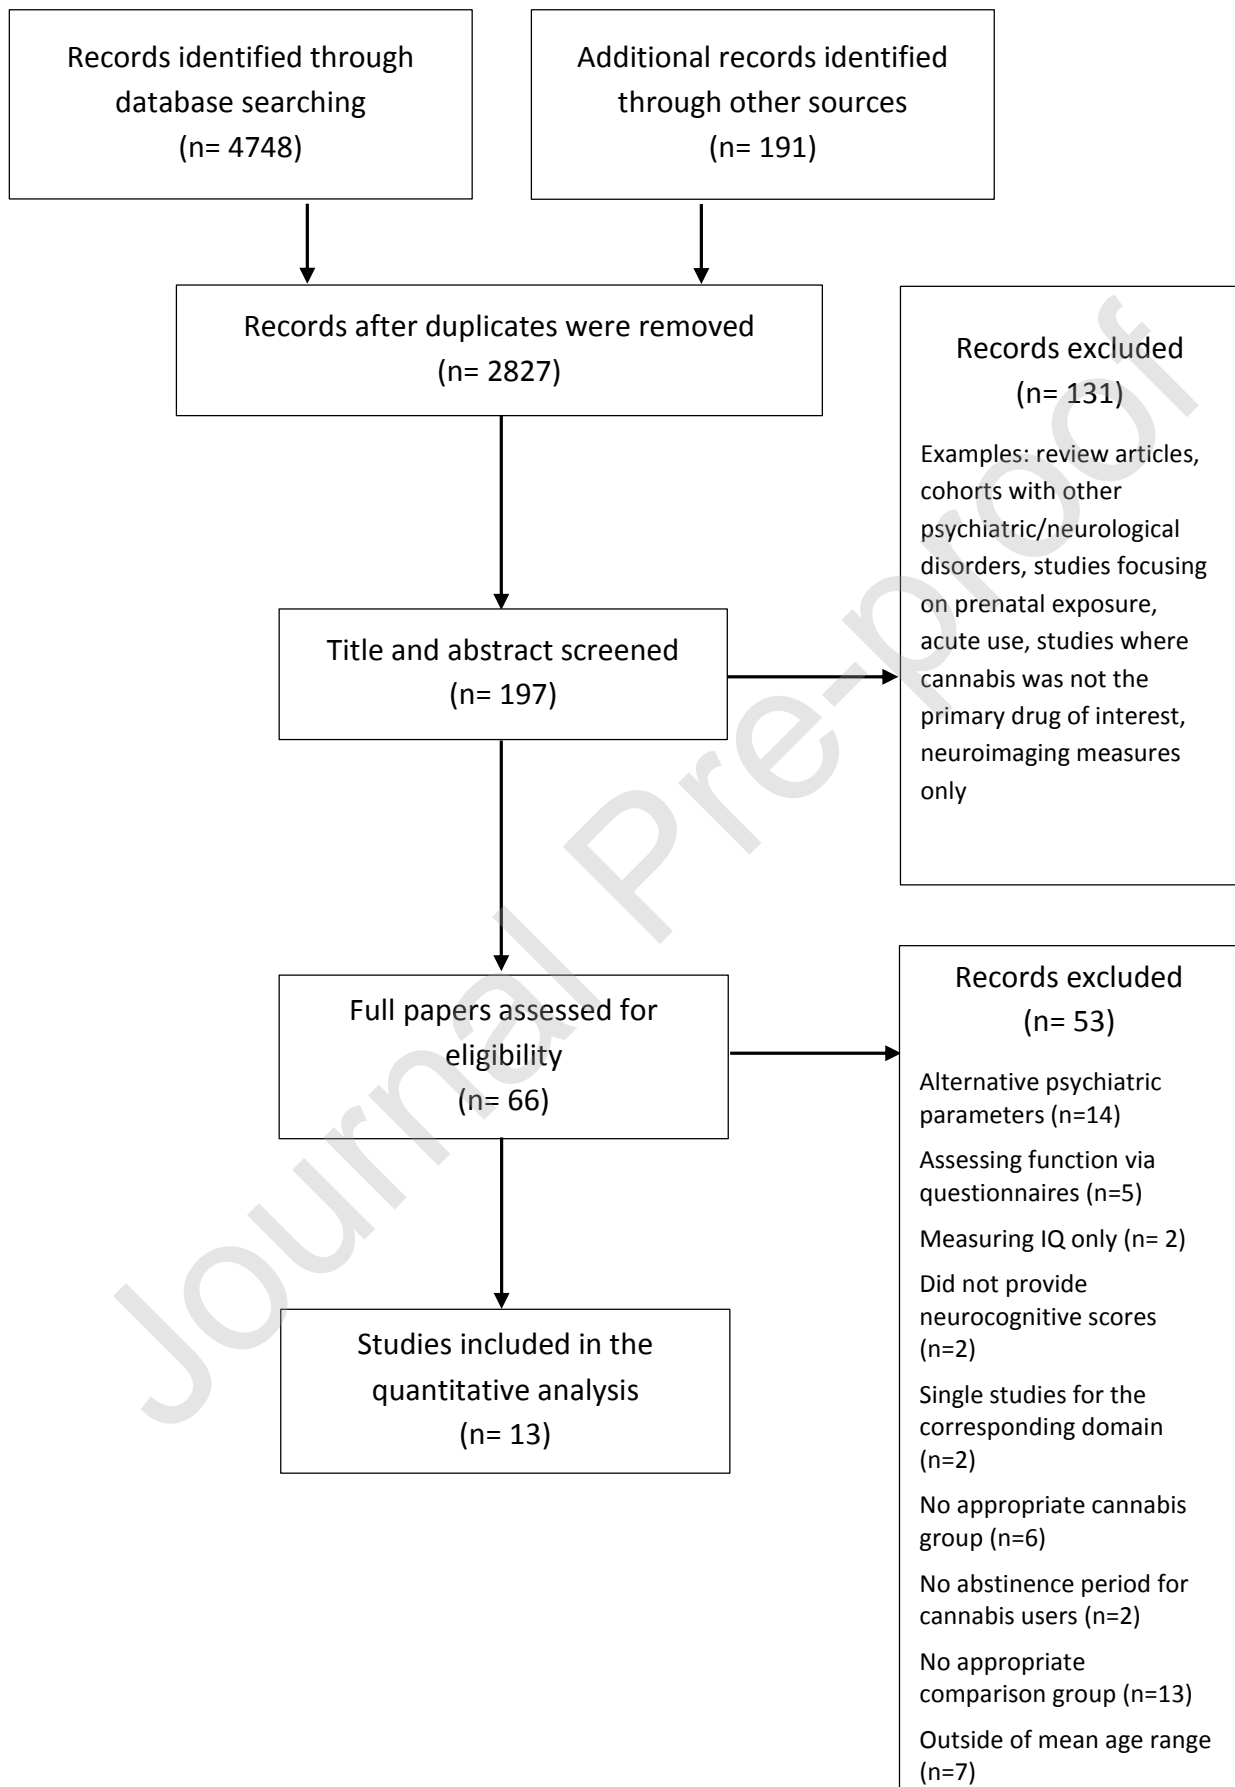 Records identified through
database searching
(n= 4748)
Additional records identified
through other sources
(n= 191)
Records after duplicates were removed
(n= 2827)
Records excluded
(n= 131)
Examples: review articles,
cohorts with other
psychiatric/neurological
disorders, studies focusing
on prenatal exposure,
acute use, studies where
cannabis was not the
primary drug of interest,
neuroimaging measures
only
Title and abstract screened
(n= 197)
Full papers assessed for
eligibility
(n= 66)
Records excluded
(n= 53)
Alternative psychiatric
parameters (n=14)
Assessing function via
questionnaires (n=5)
Measuring IQ only (n= 2)
Did not provide
neurocognitive scores
(n=2)
Single studies for the
corresponding domain
(n=2)
No appropriate cannabis
group (n=6)
No abstinence period for
cannabis users (n=2)
No appropriate
comparison group (n=13)
Outside of mean age range
(n=7)
Studies included in the
quantitative analysis
(n= 13)
Journal Pre-proof